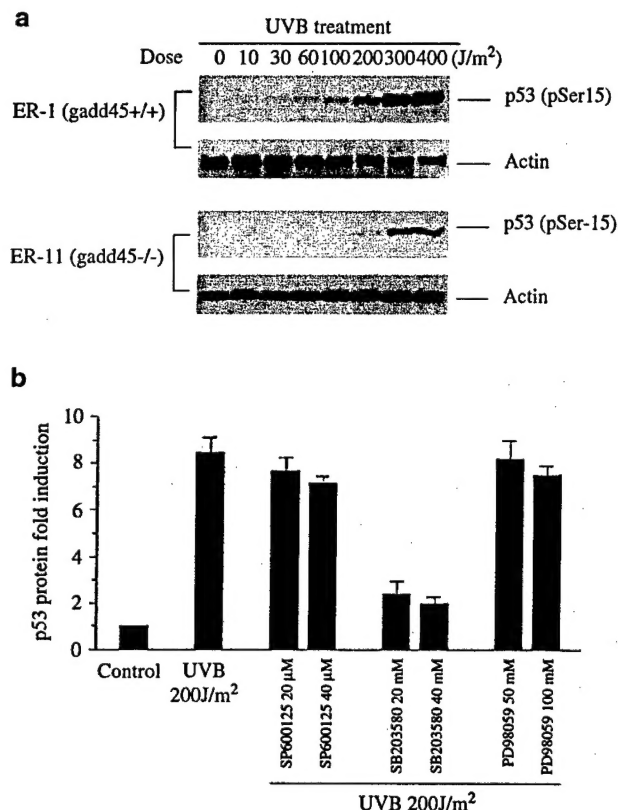 a
UVB treatment
Dose 0 10 30 60 100 200 300 400 (J/m²)
ER-1 (gadd45+/+)
p53 (pSer15)
Actin
ER-11 (gadd45-/-)
p53 (pSer-15)
Actin
b
p53 protein fold induction
10
8
6
4
2
0
Control
UVB
200J/m²
SP600125 20 µM
SP600125 40 µM
SB203580 20 mM
SB203580 40 mM
PD98059 50 mM
PD98059 100 mM
UVB 200J/m²